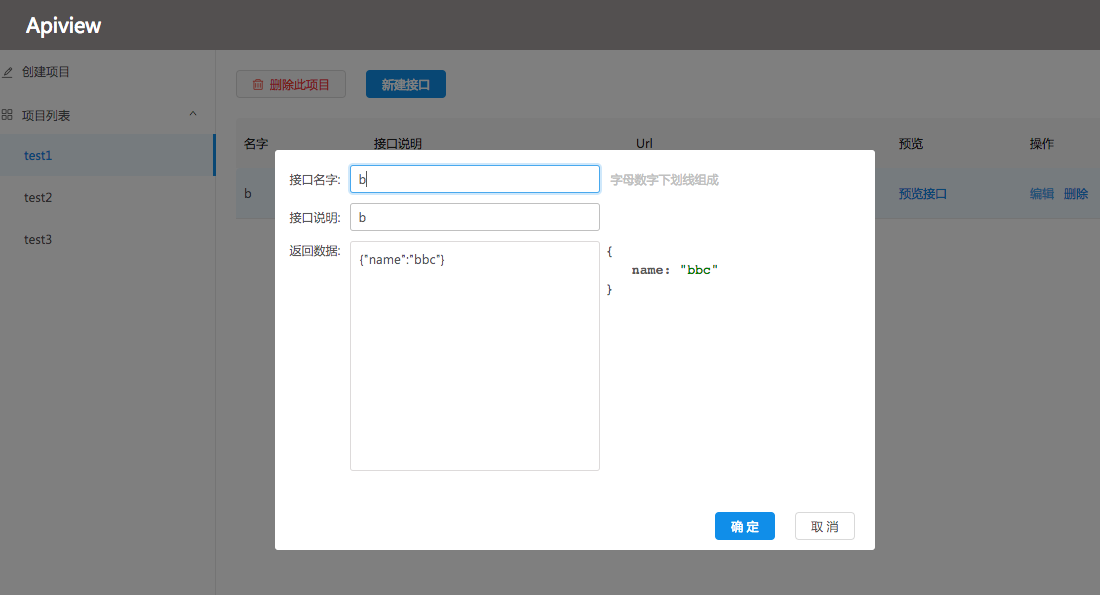 Apiview
创建项目
删除此项目 新建接口
项目列表
名字 接口说明 Url 预览 操作
test1
接口名字: b 字母数字下划线组成
b 预览接口 编辑 删除
test2
接口说明: b
test3
返回数据: {"name":"bbc"} {
name: "bbc"
}
确定 取消